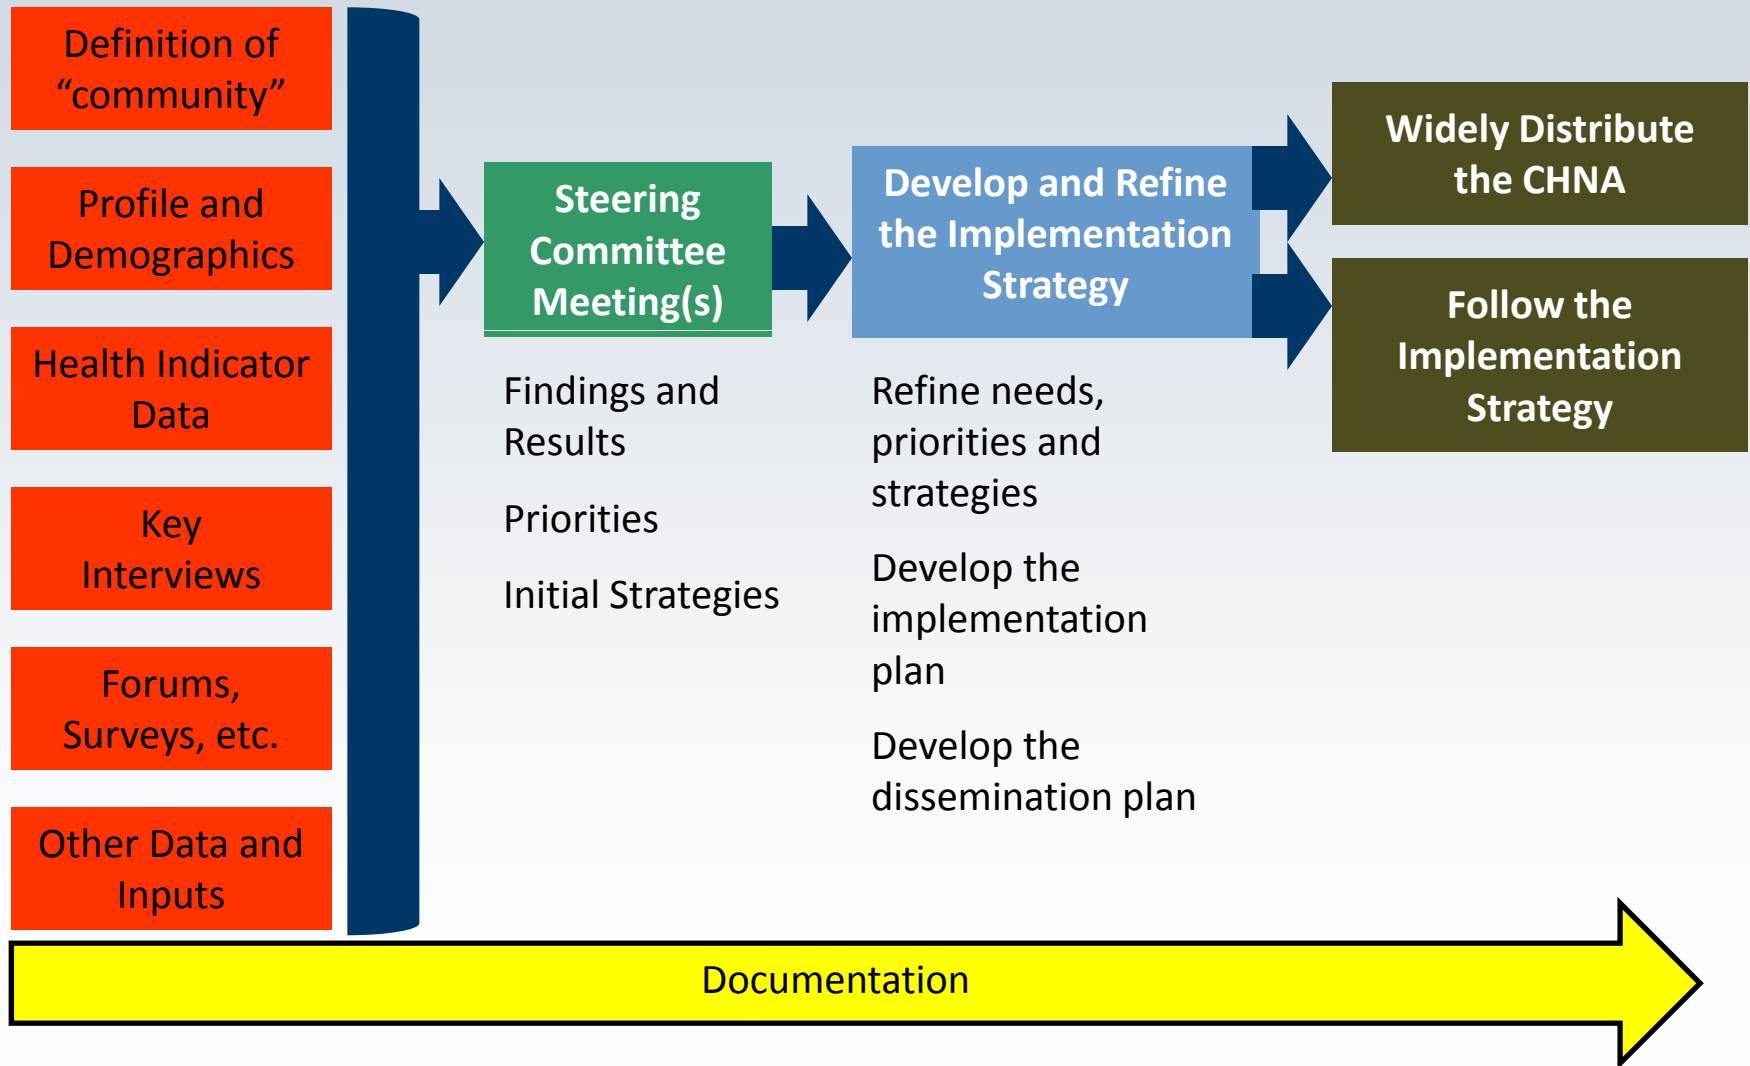 Definition of
“community”
Profile and
Demographics
Health Indicator
Data
Key
Interviews
Forums,
Surveys, etc.
Other Data and
Inputs
Steering
Committee
Meeting(s)
Findings and
Results
Priorities
Initial Strategies
Develop and Refine
the Implementation
Strategy
Refine needs,
priorities and
strategies
Develop the
implementation
plan
Develop the
dissemination plan
Widely Distribute
the CHNA
Follow the
Implementation
Strategy
Documentation